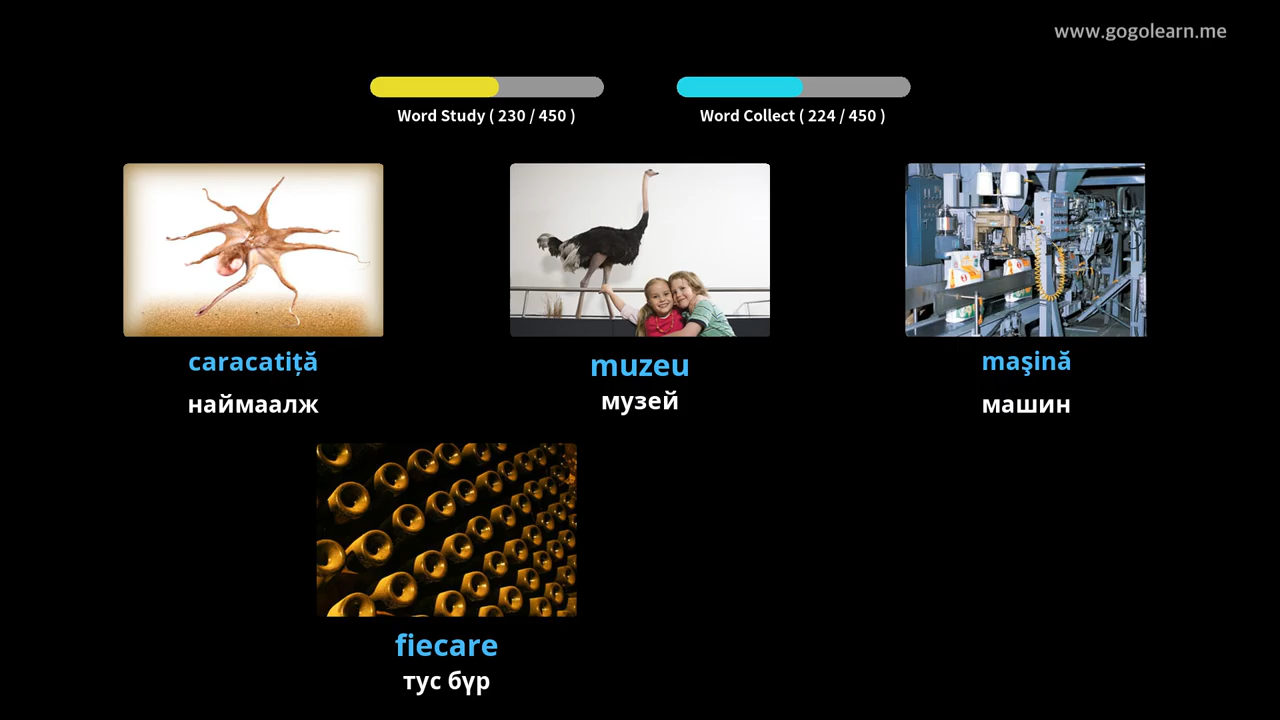 www.gogolearn.me
Word Study ( 230 / 450 )
Word Collect ( 224 / 450 )
caracatiță
наймаалж
muzeu
музей
maşină
машин
fiecare
тус бүр